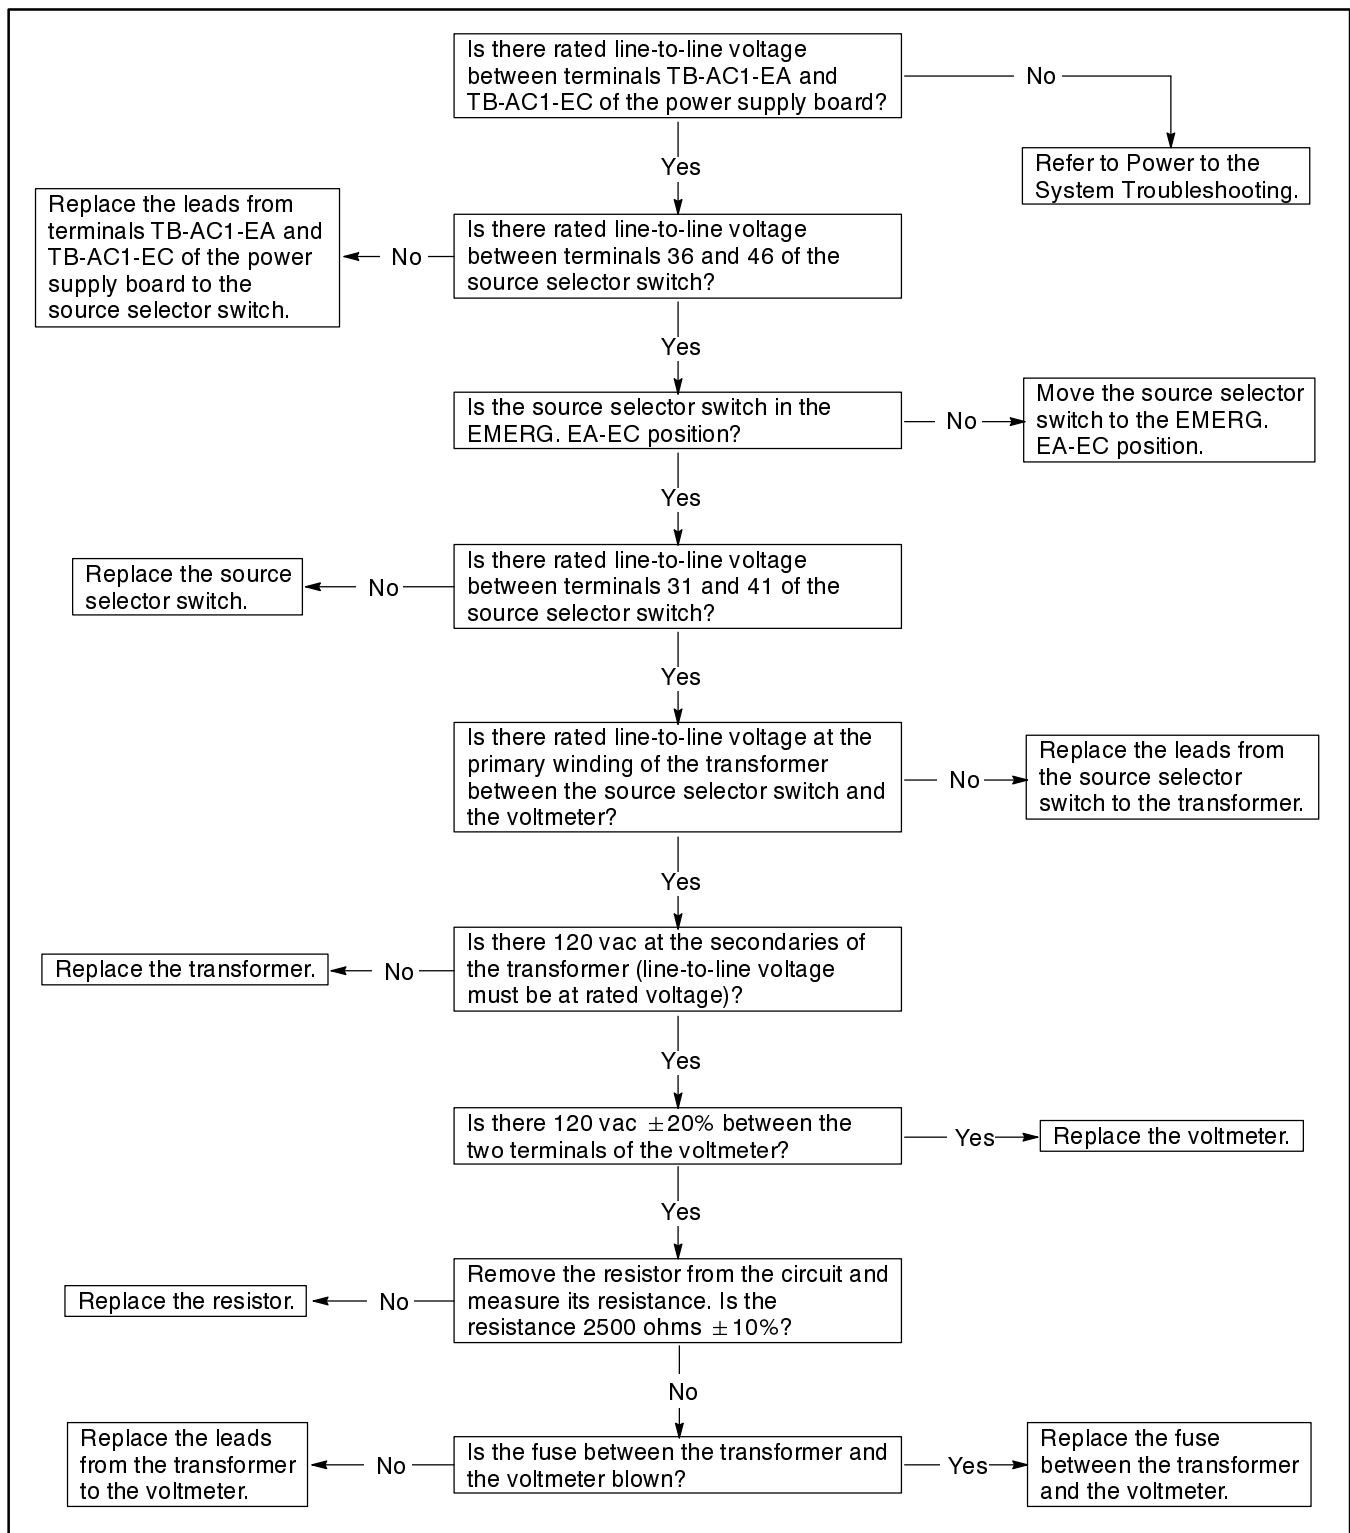 Is there rated line-to-line voltage
between terminals TB-AC1-EA and
TB-AC1-EC of the power supply board?
No
Refer to Power to the
System Troubleshooting.
Yes
Replace the leads from
terminals TB-AC1-EA and
TB-AC1-EC of the power
supply board to the
source selector switch.
No
Is there rated line-to-line voltage
between terminals 36 and 46 of the
source selector switch?
Yes
Is the source selector switch in the
EMERG. EA-EC position?
No
Move the source selector
switch to the EMERG.
EA-EC position.
Yes
Replace the source
selector switch.
No
Is there rated line-to-line voltage
between terminals 31 and 41 of the
source selector switch?
Yes
Is there rated line-to-line voltage at the
primary winding of the transformer
between the source selector switch and
the voltmeter?
No
Replace the leads from
the source selector
switch to the transformer.
Yes
Replace the transformer.
No
Is there 120 vac at the secondaries of
the transformer (line-to-line voltage
must be at rated voltage)?
Yes
Is there 120 vac ±20% between the
two terminals of the voltmeter?
Yes
Replace the voltmeter.
Yes
Replace the resistor.
No
Remove the resistor from the circuit and
measure its resistance. Is the
resistance 2500 ohms ±10%?
No
Replace the leads
from the transformer
to the voltmeter.
No
Is the fuse between the transformer and
the voltmeter blown?
Yes
Replace the fuse
between the transformer
and the voltmeter.